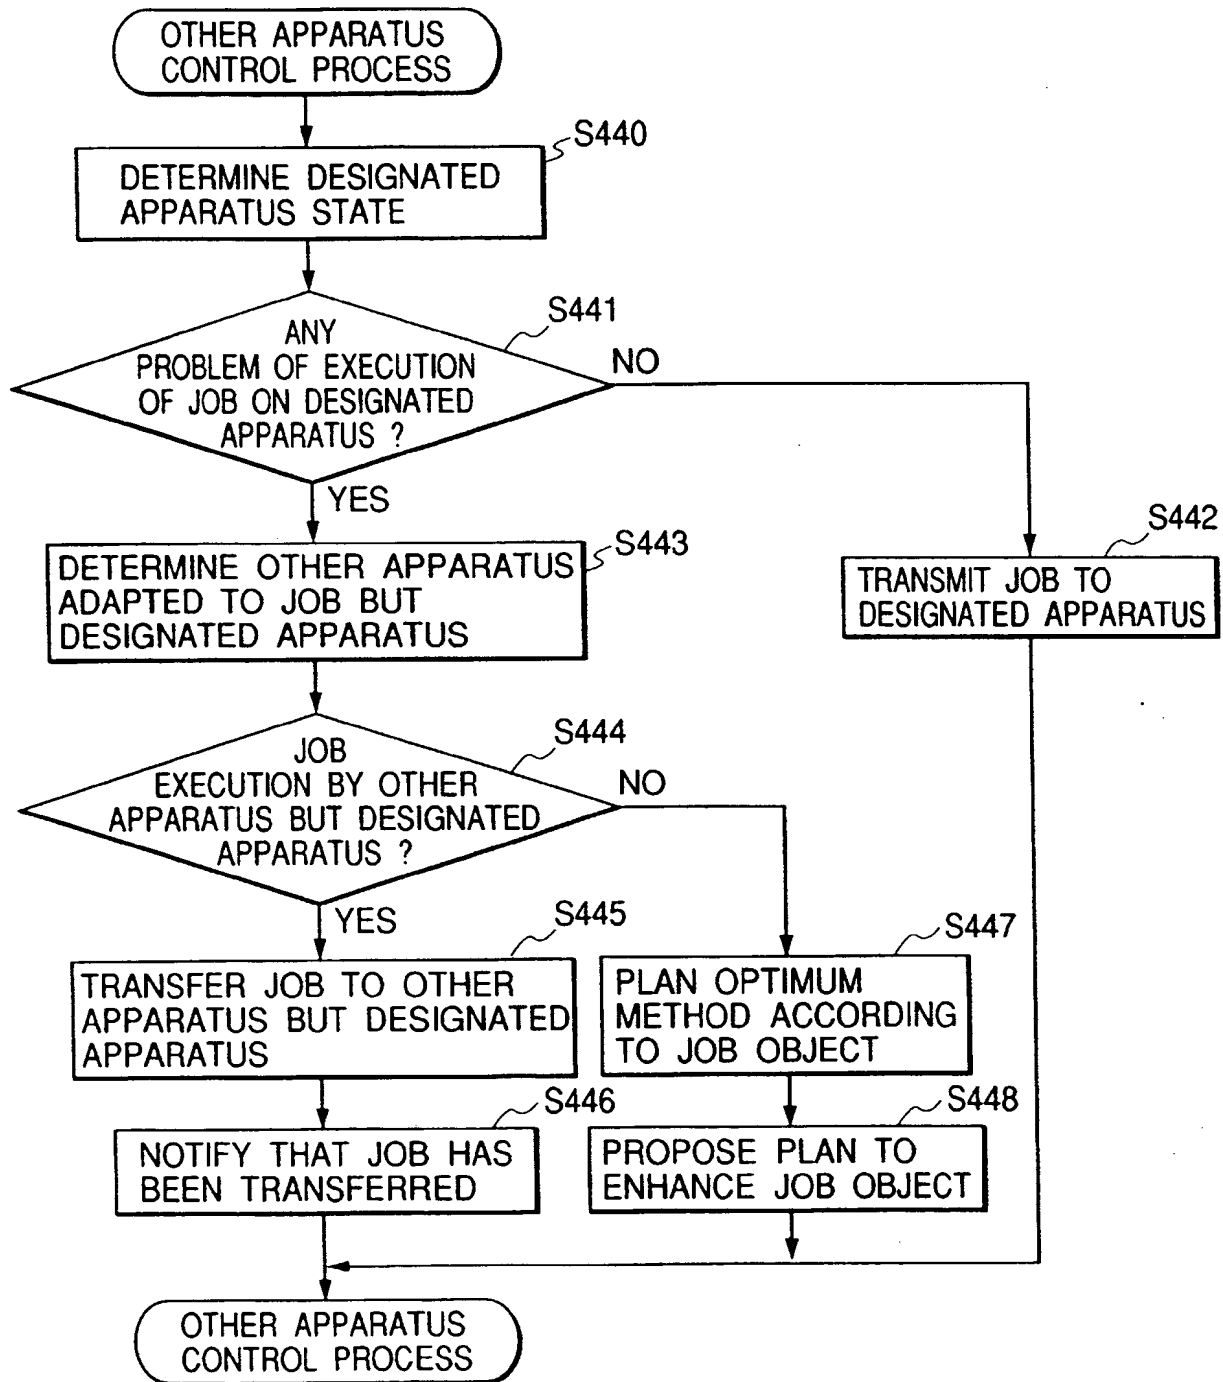 OTHER APPARATUS
CONTROL PROCESS
S440
DETERMINE DESIGNATED
APPARATUS STATE
S441
ANY
PROBLEM OF EXECUTION
OF JOB ON DESIGNATED
APPARATUS ?
NO
YES
S442
TRANSMIT JOB TO
DESIGNATED APPARATUS
S443
DETERMINE OTHER APPARATUS
ADAPTED TO JOB BUT
DESIGNATED APPARATUS
S444
JOB
EXECUTION BY OTHER
APPARATUS BUT DESIGNATED
APPARATUS ?
NO
YES
S445
TRANSFER JOB TO OTHER
APPARATUS BUT DESIGNATED
APPARATUS
S447
PLAN OPTIMUM
METHOD ACCORDING
TO JOB OBJECT
S446
NOTIFY THAT JOB HAS
BEEN TRANSFERRED
S448
PROPOSE PLAN TO
ENHANCE JOB OBJECT
OTHER APPARATUS
CONTROL PROCESS